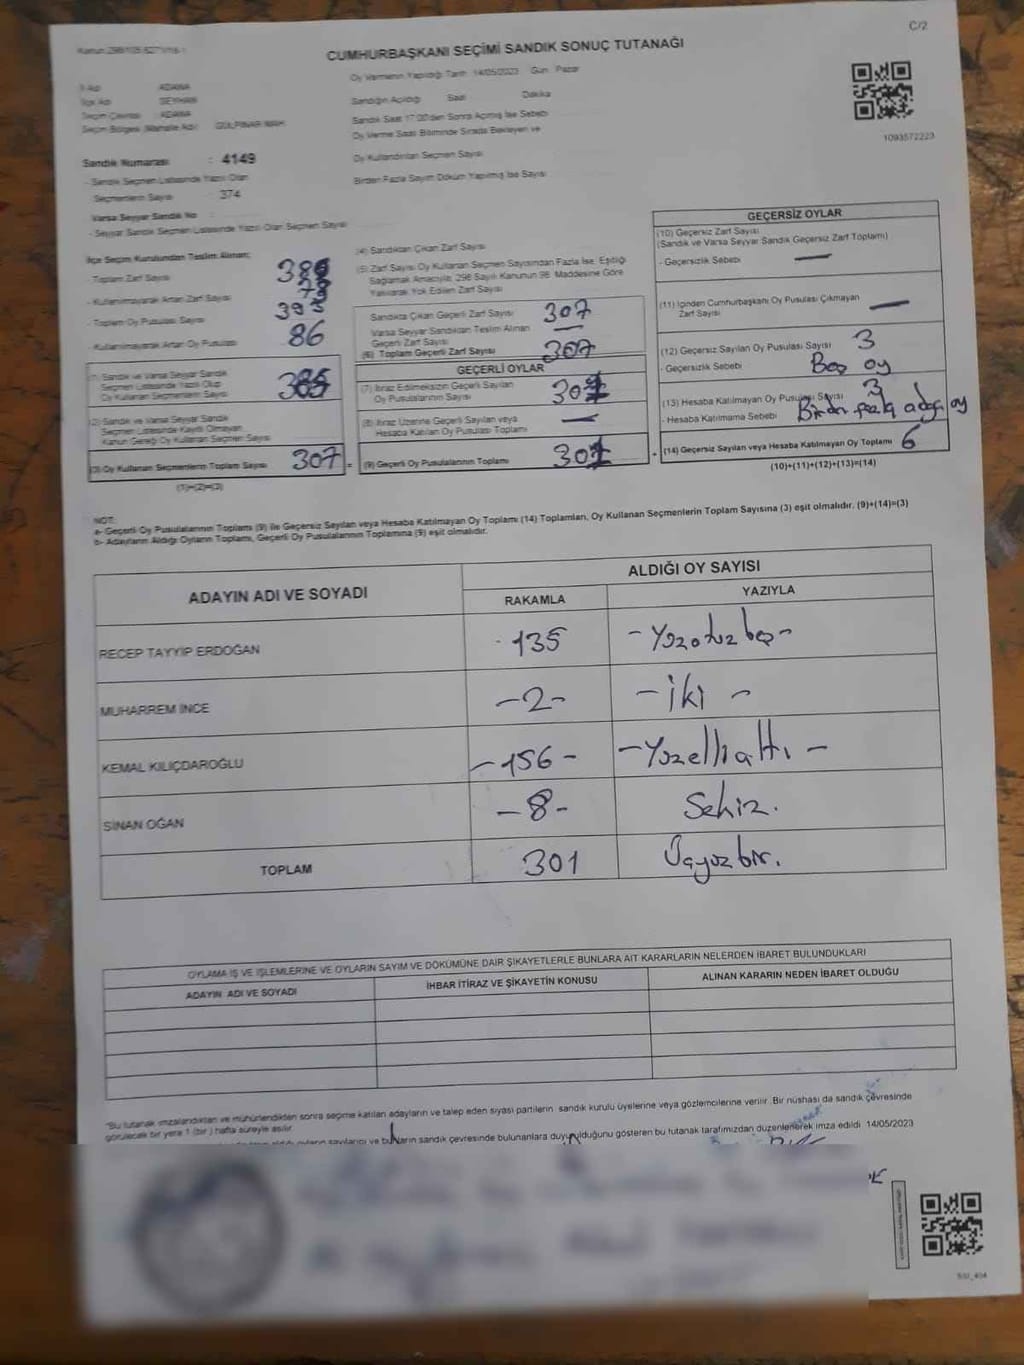 C/2
CUMHURBAŞKANI SEÇİMİ SANDIK SONUÇ TUTANAĞI
Oy Vermenin Yapıldığı Tarih 14/05/2023 Gün Pazar
İl Adı ADANA
İlçe Adı SEYHAN
Seçim Çevresi ADANA
Seçim Bölgesi (Mahalle Adı) GÜLPINAR MAH.
Sandığın Açıldığı Saat Dakika
Sandık Saat 17:00'den Sonra Açılmış İse Sebebi
Oy Verme Saati Bitiminde Sırada Bekleyen ve
Oy Kullandırılan Seçmen Sayısı
Birden Fazla Sayım Döküm Yapılmış İse Sayısı
1093572223
Sandık Numarası : 4149
- Sandık Seçmen Listesinde Yazılı Olan
Seçmenlerin Sayısı 374
Varsa Seyyar Sandık No
- Seyyar Sandık Seçmen Listesinde Yazılı Olan Seçmen Sayısı
İlçe Seçim Kurulundan Teslim Alınan;
- Toplam Zarf Sayısı
- Kullanılmayarak Artan Zarf Sayısı
- Toplam Oy Pusulası Sayısı 393
- Kullanılmayarak Artan Oy Pusulası 86
(1) Sandık ve Varsa Seyyar Sandık
Seçmen Listesinde Yazılı Olup
Oy Kullanan Seçmenlerin Sayısı
(2) Sandık ve Varsa Seyyar Sandık
Seçmen Listesinde Kayıtlı Olmayan
Kanun Gereği Oy Kullanan Seçmen Sayısı
(3) Oy Kullanan Seçmenlerin Toplam Sayısı 307 =
(1)+(2)=(3)
(4) Sandıktan Çıkan Zarf Sayısı
(5) Zarf Sayısı Oy Kullanan Seçmen Sayısından Fazla İse, Eşitliği
Sağlamak Amacıyla, 298 Sayılı Kanunun 98. Maddesine Göre
Yakılarak Yok Edilen Zarf Sayısı
Sandıkta Çıkan Geçerli Zarf Sayısı 307
Varsa Seyyar Sandıktan Teslim Alınan
Geçerli Zarf Sayısı —
(6) Toplam Geçerli Zarf Sayısı 307
GEÇERLİ OYLAR
(7) İtiraz Edilmeksizin Geçerli Sayılan
Oy Pusulalarının Sayısı 301
(8) İtiraz Üzerine Geçerli Sayılan veya
Hesaba Katılan Oy Pusulası Toplamı —
(9) Geçerli Oy Pusulalarının Toplamı 301 +
GEÇERSİZ OYLAR
(10) Geçersiz Zarf Sayısı
(Sandık ve Varsa Seyyar Sandık Geçersiz Zarf Toplamı)
- Geçersizlik Sebebi —
(11) İçinden Cumhurbaşkanı Oy Pusulası Çıkmayan
Zarf Sayısı —
(12) Geçersiz Sayılan Oy Pusulası Sayısı 3
- Geçersizlik Sebebi Boş oy
(13) Hesaba Katılmayan Oy Pusulası Sayısı 3
- Hesaba Katılmama Sebebi Birden fazla adayı oy
(14) Geçersiz Sayılan veya Hesaba Katılmayan Oy Toplamı 6
(10)+(11)+(12)+(13)=(14)
NOT:
a- Geçerli Oy Pusulalarının Toplamı (9) ile Geçersiz Sayılan veya Hesaba Katılmayan Oy Toplamı (14) Toplamları, Oy Kullanan Seçmenlerin Toplam Sayısına (3) eşit olmalıdır. (9)+(14)=(3)
b- Adayların Aldığı Oyların Toplamı, Geçerli Oy Pusulalarının Toplamına (9) eşit olmalıdır.
ADAYIN ADI VE SOYADI
ALDIĞI OY SAYISI
RAKAMLA YAZIYLA
RECEP TAYYİP ERDOĞAN - 135 - Yüzotuz beş -
MUHARREM İNCE - 2 - - iki -
KEMAL KILIÇDAROĞLU - 156 - - Yüzelli altı -
SİNAN OĞAN - 8 - Sekiz.
TOPLAM 301 Üçyüz bir.
OYLAMA İŞ VE İŞLEMLERİNE VE OYLARIN SAYIM VE DÖKÜMÜNE DAİR ŞİKAYETLERLE BUNLARA AİT KARARLARIN NELERDEN İBARET BULUNDUKLARI
ADAYIN ADI VE SOYADI İHBAR İTİRAZ VE ŞİKAYETİN KONUSU ALINAN KARARIN NEDEN İBARET OLDUĞU
"Bu tutanak imzalandıktan ve mühürlendikten sonra seçime katılan adayların ve talep eden siyasi partilerin sandık kurulu üyelerine veya gözlemcilerine verilir. Bir nüshası da sandık çevresinde
görülecek bir yere 1 (bir ) hafta süreyle asılır.
oyların sayılarını ve bunların sandık çevresinde bulunanlara duyurulduğunu gösteren bu tutanak tarafımızdan düzenlenerek imza edildi 14/05/2023